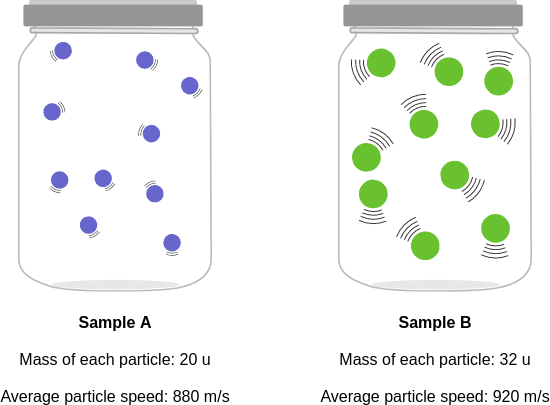 Sample A
Mass of each particle: 20 u
Average particle speed: 880 m/s
Sample B
Mass of each particle: 32 u
Average particle speed: 920 m/s